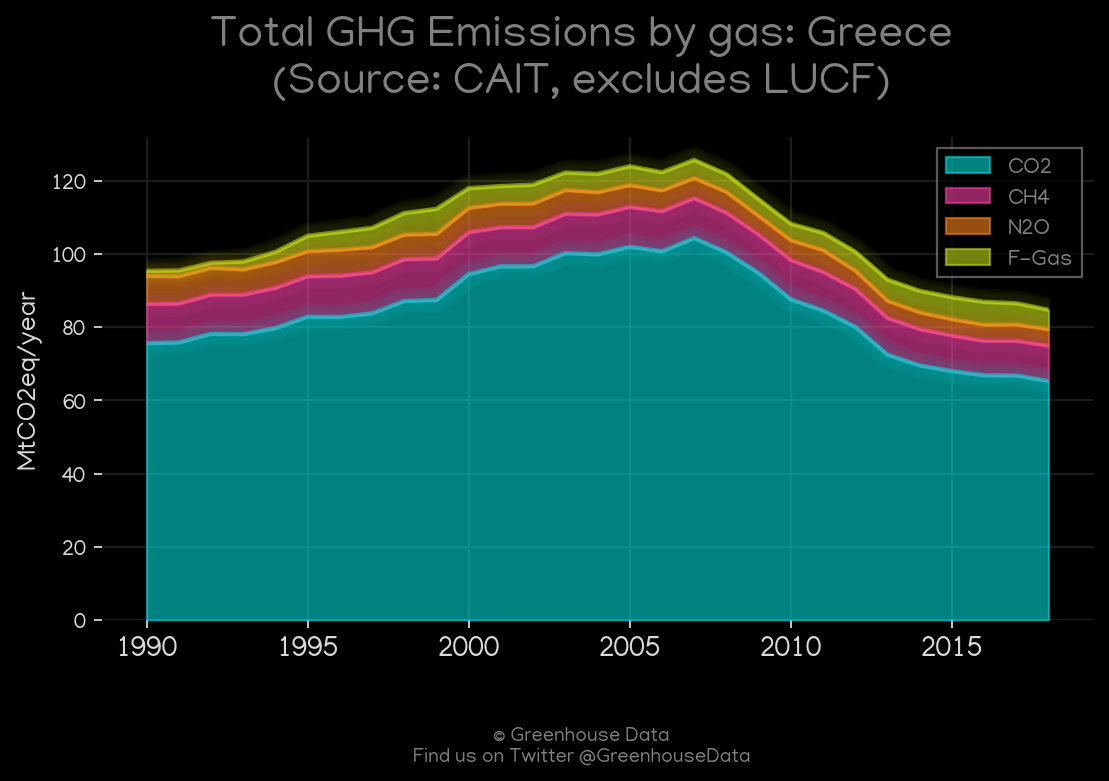 Total GHG Emissions by gas: Greece
(Source: CAIT, excludes LUCF)
CO2
CH4
N2O
F-Gas
MtCO2eq/year
120
100
80
60
40
20
0
1990 1995 2000 2005 2010 2015
© Greenhouse Data
Find us on Twitter @GreenhouseData